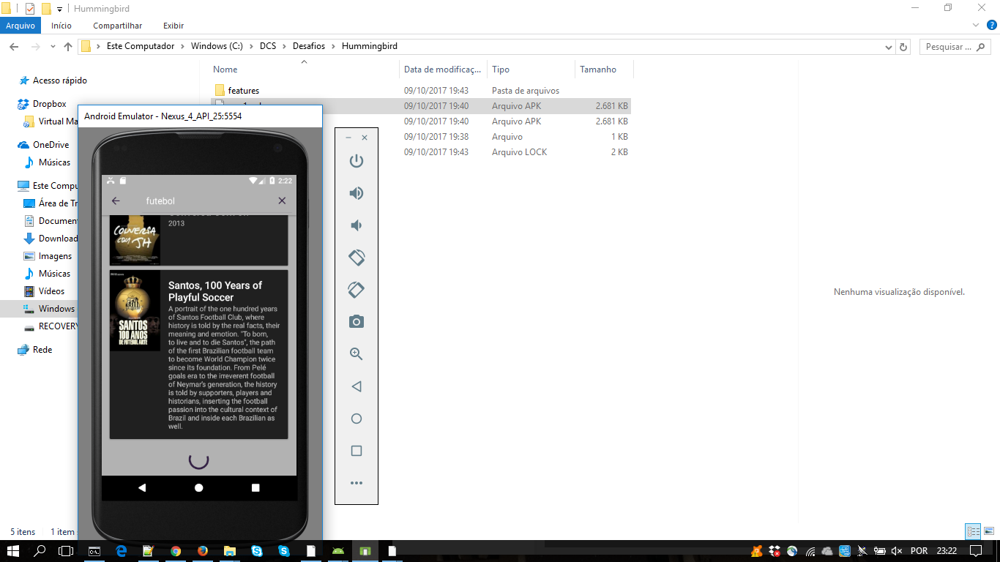 Hummingbird
Arquivo Início Compartilhar Exibir
Este Computador Windows (C:) DCS Desafios Hummingbird
Pesquisar ...
Nome Data de modificaç... Tipo Tamanho
features 09/10/2017 19:43 Pasta de arquivos
09/10/2017 19:40 Arquivo APK 2.681 KB
09/10/2017 19:40 Arquivo APK 2.681 KB
09/10/2017 19:38 Arquivo 1 KB
09/10/2017 19:43 Arquivo LOCK 2 KB
Acesso rápido
Dropbox
Virtual Ma
OneDrive
Músicas
Este Compu
Área de Tr
Document
Download
Imagens
Músicas
Vídeos
Windows
RECOVERY
Rede
Android Emulator - Nexus_4_API_25:5554
2:22
futebol
2013
CONVERSA
COM JH
Santos, 100 Years of
Playful Soccer
A portrait of the one hundred years
of Santos Football Club, where
history is told by the real facts, their
meaning and emotion. "To born,
to live and to die Santos", the path
of the first Brazilian football team
to become World Champion twice
since its foundation. From Pelé
goals era to the irreverent football
of Neymar's generation, the history
is told by supporters, players and
historians, inserting the football
passion into the cultural context of
Brazil and inside each Brazilian as
well.
SANTOS
100 ANOS
DE FUTEBOL ARTE
Nenhuma visualização disponível.
5 itens 1 item
POR 23:22